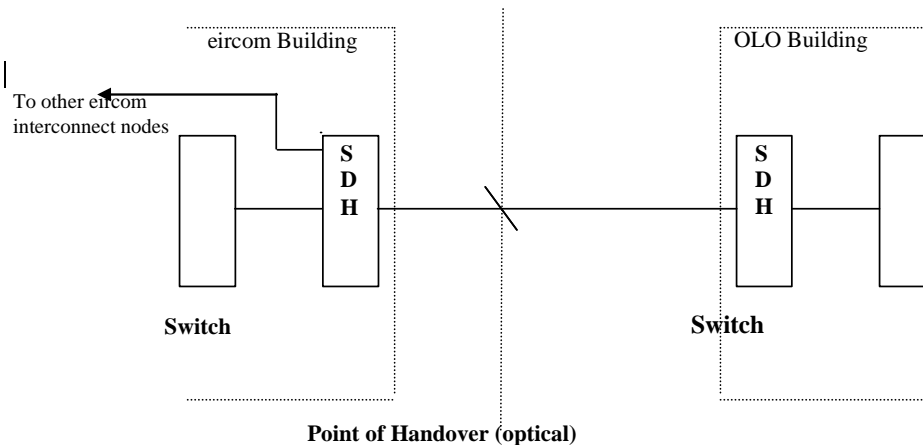 eircom Building
OLO Building
To other eircom
interconnect nodes
S
D
H
S
D
H
Switch
Switch
Point of Handover (optical)